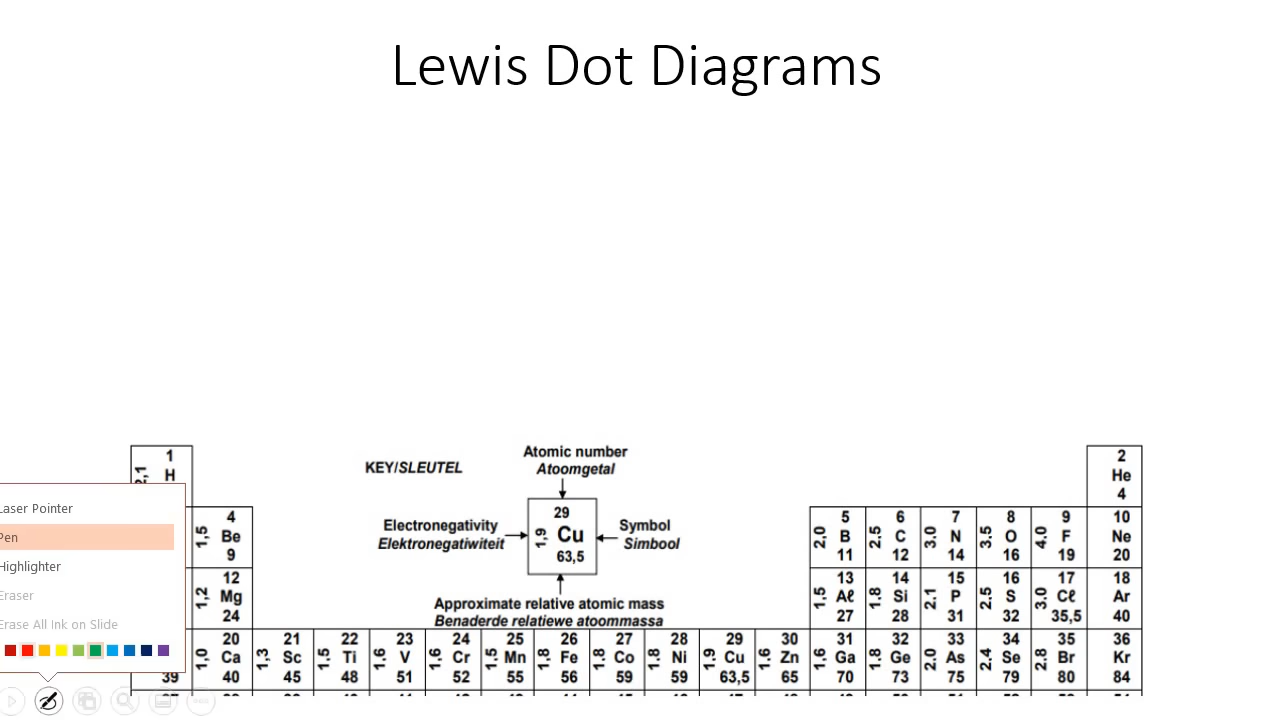 Lewis Dot Diagrams
Atomic number
Atoomgetal
KEY/SLEUTEL
Electronegativity
Elektronegatiwiteit
29
1,9 Cu
63,5
Symbol
Simbool
Approximate relative atomic mass
Benaderde relatiewe atoommassa
1
2,1 H
2
He
4
4
1,5 Be
9
5
2,0 B
11
6
2,5 C
12
7
3,0 N
14
8
3,5 O
16
9
4,0 F
19
10
Ne
20
12
1,2 Mg
24
13
1,5 Aℓ
27
14
1,8 Si
28
15
2,1 P
31
16
2,5 S
32
17
3,0 Cℓ
35,5
18
Ar
40
39
20
1,0 Ca
40
21
1,3 Sc
45
22
1,5 Ti
48
23
1,6 V
51
24
1,6 Cr
52
25
1,5 Mn
55
26
1,8 Fe
56
27
1,8 Co
59
28
1,8 Ni
59
29
1,9 Cu
63,5
30
1,6 Zn
65
31
1,6 Ga
70
32
1,8 Ge
73
33
2,0 As
75
34
2,4 Se
79
35
2,8 Br
80
36
Kr
84
Laser Pointer
Pen
Highlighter
Eraser
Erase All Ink on Slide